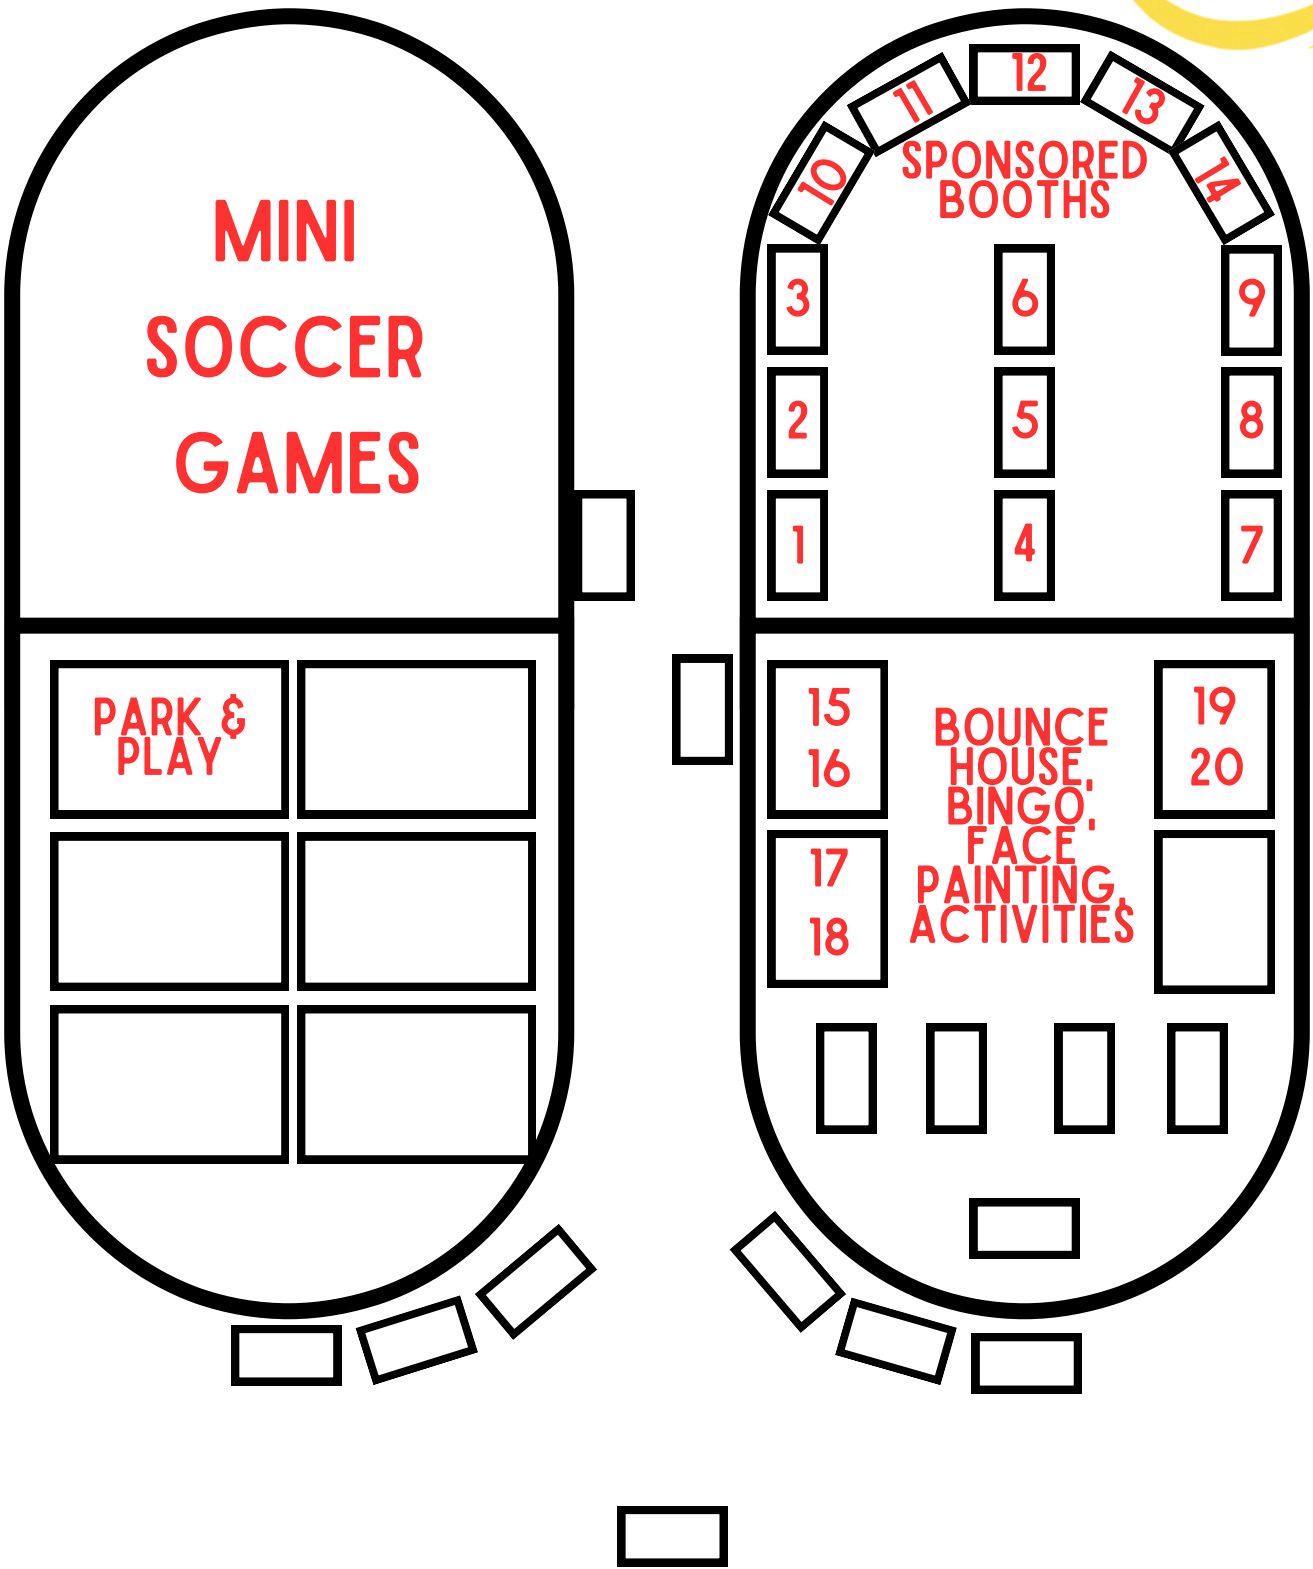 MINI
SOCCER
GAMES
PARK &
PLAY
12
11
13
10
14
SPONSORED
BOOTHS
3
6
9
2
5
8
1
4
7
15
16
17
18
BOUNCE
HOUSE,
BINGO,
FACE
PAINTING,
ACTIVITIES
19
20